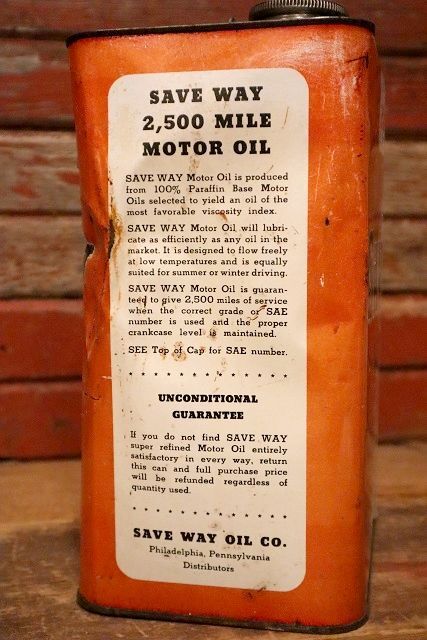 SAVE WAY
2,500 MILE
MOTOR OIL
SAVE WAY Motor Oil is produced
from 100% Paraffin Base Motor
Oils selected to yield an oil of the
most favorable viscosity index.
SAVE WAY Motor Oil will lubri-
cate as efficiently as any oil in the
market. It is designed to flow freely
at low temperatures and is equally
suited for summer or winter driving.
SAVE WAY Motor Oil is guaran-
teed to give 2,500 miles of service
when the correct grade or SAE
number is used and the proper
crankcase level is maintained.
SEE Top of Cap for SAE number.
UNCONDITIONAL
GUARANTEE
If you do not find SAVE WAY
super refined Motor Oil entirely
satisfactory in every way, return
this can and full purchase price
will be refunded regardless of
quantity used.
SAVE WAY OIL CO.
Philadelphia, Pennsylvania
Distributors